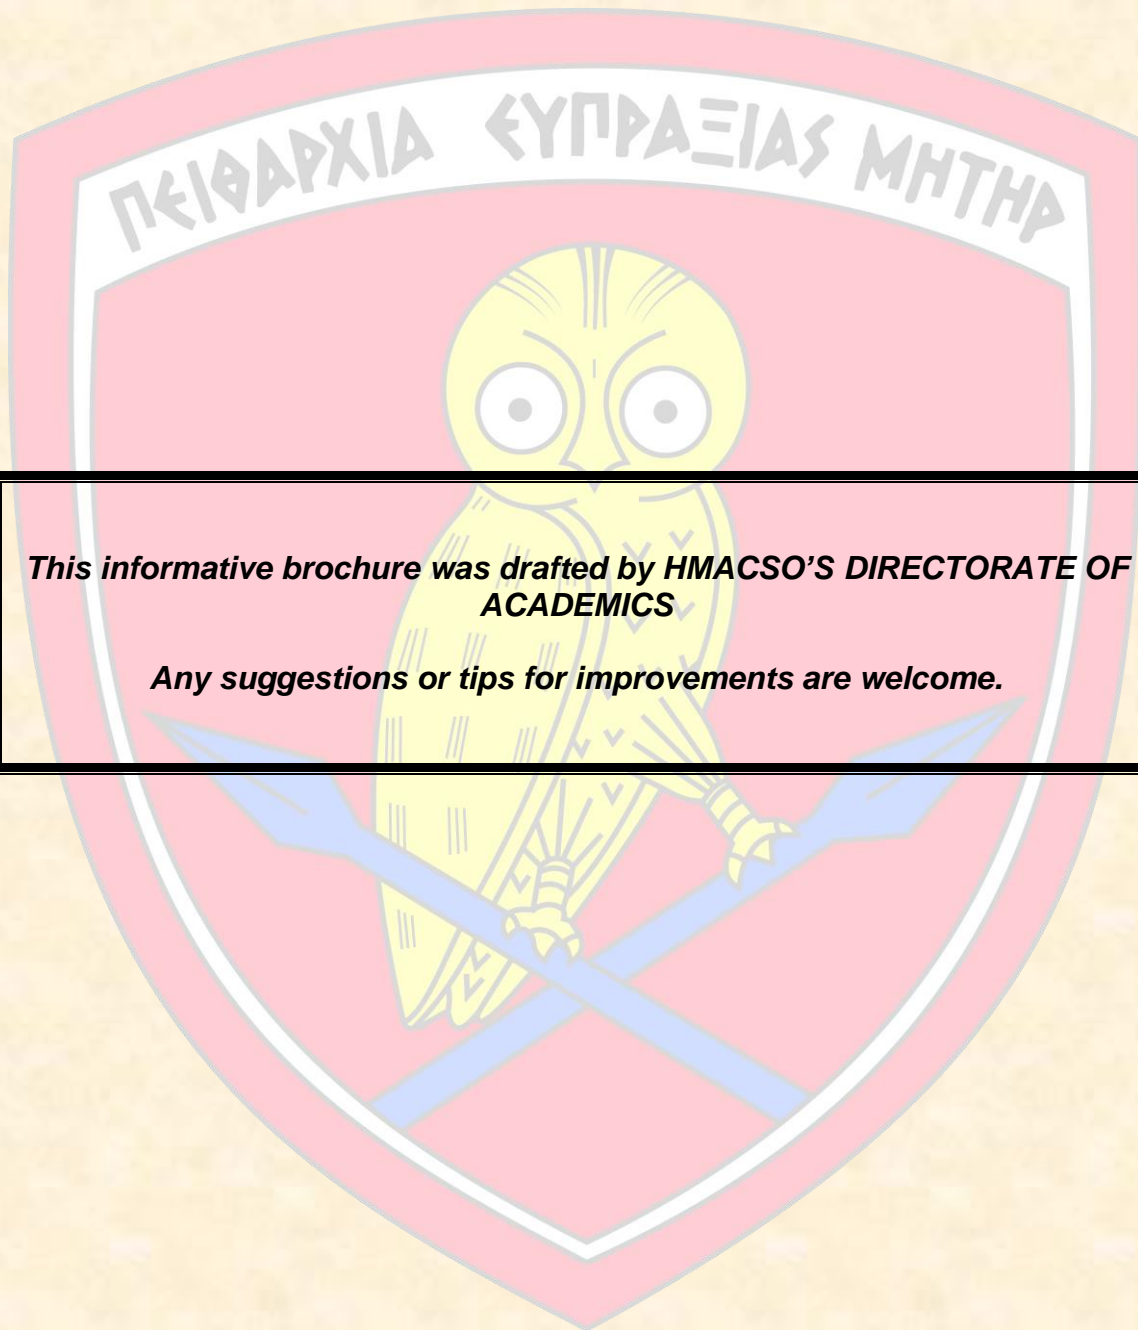 ΠΕΙΘΑΡΧΙΑ ΕΥΠΡΑΞΙΑΣ ΜΗΤΗΡ
This informative brochure was drafted by HMACSO’S DIRECTORATE OF
ACADEMICS
Any suggestions or tips for improvements are welcome.